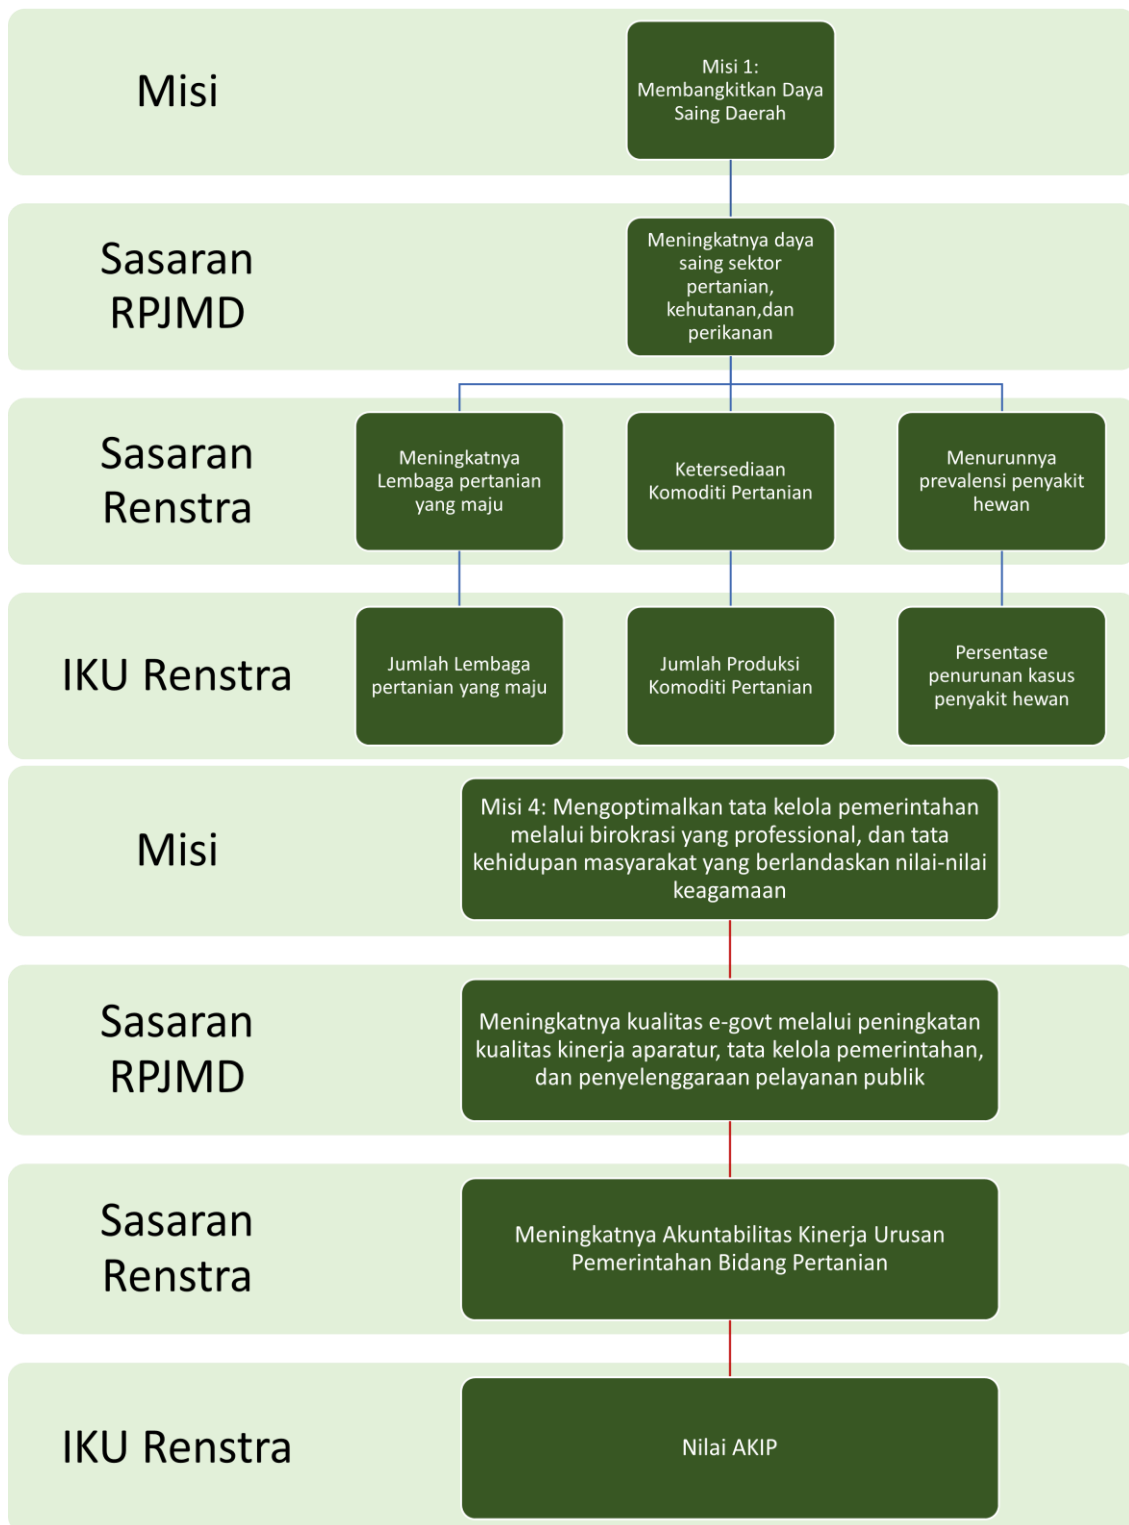 Misi
Misi 1:
Membangkitkan Daya
Saing Daerah
Sasaran
RPJMD
Meningkatnya daya
saing sektor
pertanian,
kehutanan,dan
perikanan
Sasaran
Renstra
Meningkatnya
Lembaga pertanian
yang maju
Ketersediaan
Komoditi Pertanian
Menurunnya
prevalensi penyakit
hewan
IKU Renstra
Jumlah Lembaga
pertanian yang maju
Jumlah Produksi
Komoditi Pertanian
Persentase
penurunan kasus
penyakit hewan
Misi
Misi 4: Mengoptimalkan tata kelola pemerintahan
melalui birokrasi yang professional, dan tata
kehidupan masyarakat yang berlandaskan nilai-nilai
keagamaan
Sasaran
RPJMD
Meningkatnya kualitas e-govt melalui peningkatan
kualitas kinerja aparatur, tata kelola pemerintahan,
dan penyelenggaraan pelayanan publik
Sasaran
Renstra
Meningkatnya Akuntabilitas Kinerja Urusan
Pemerintahan Bidang Pertanian
IKU Renstra
Nilai AKIP